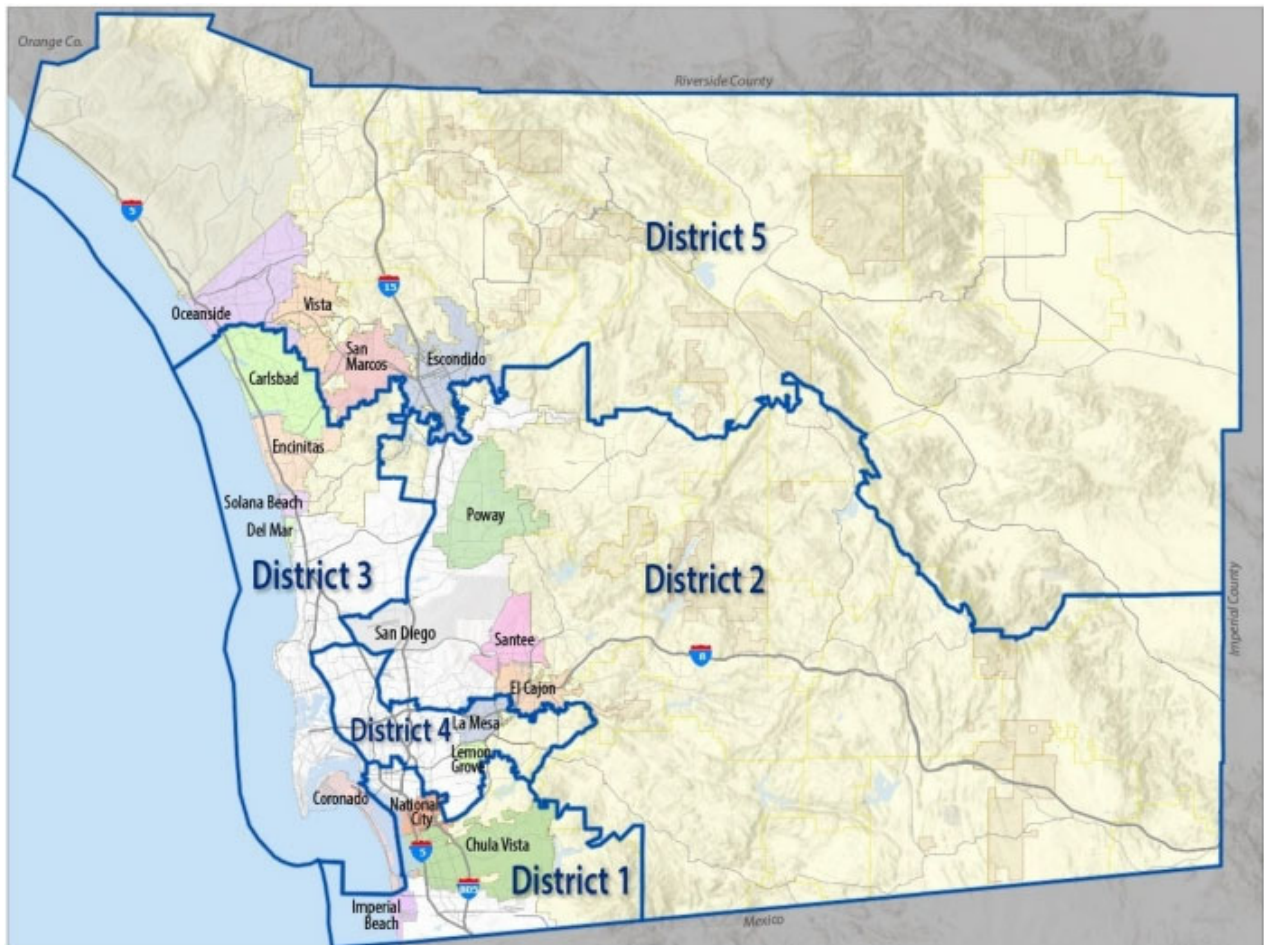 Orange Co.
Riverside County
5
District 5
15
Oceanside
Vista
San
Marcos
Escondido
Carlsbad
Encinitas
Solana Beach
Del Mar
Poway
District 3
District 2
San Diego
Santee
Imperial County
8
El Cajon
District 4
La Mesa
Lemon
Grove
Coronado
National
City
5
Chula Vista
District 1
805
Imperial
Beach
Mexico